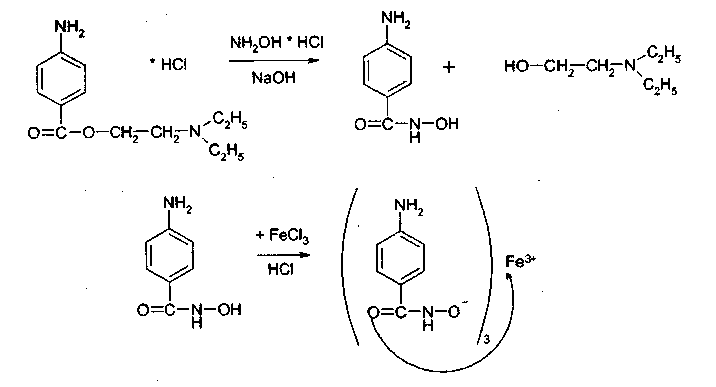 NH₂ NH₂
NH₂OH * HCl
* HCl + HO—CH₂—CH₂—N C₂H₅ C₂H₅
NaOH
O=C—O—CH₂—CH₂—N C₂H₅ C₂H₅ O=C—N—OH
H
NH₂ NH₂
+ FeCl₃ Fe³⁺
HCl
O=C—N—OH O=C—N—O⁻
H H
3